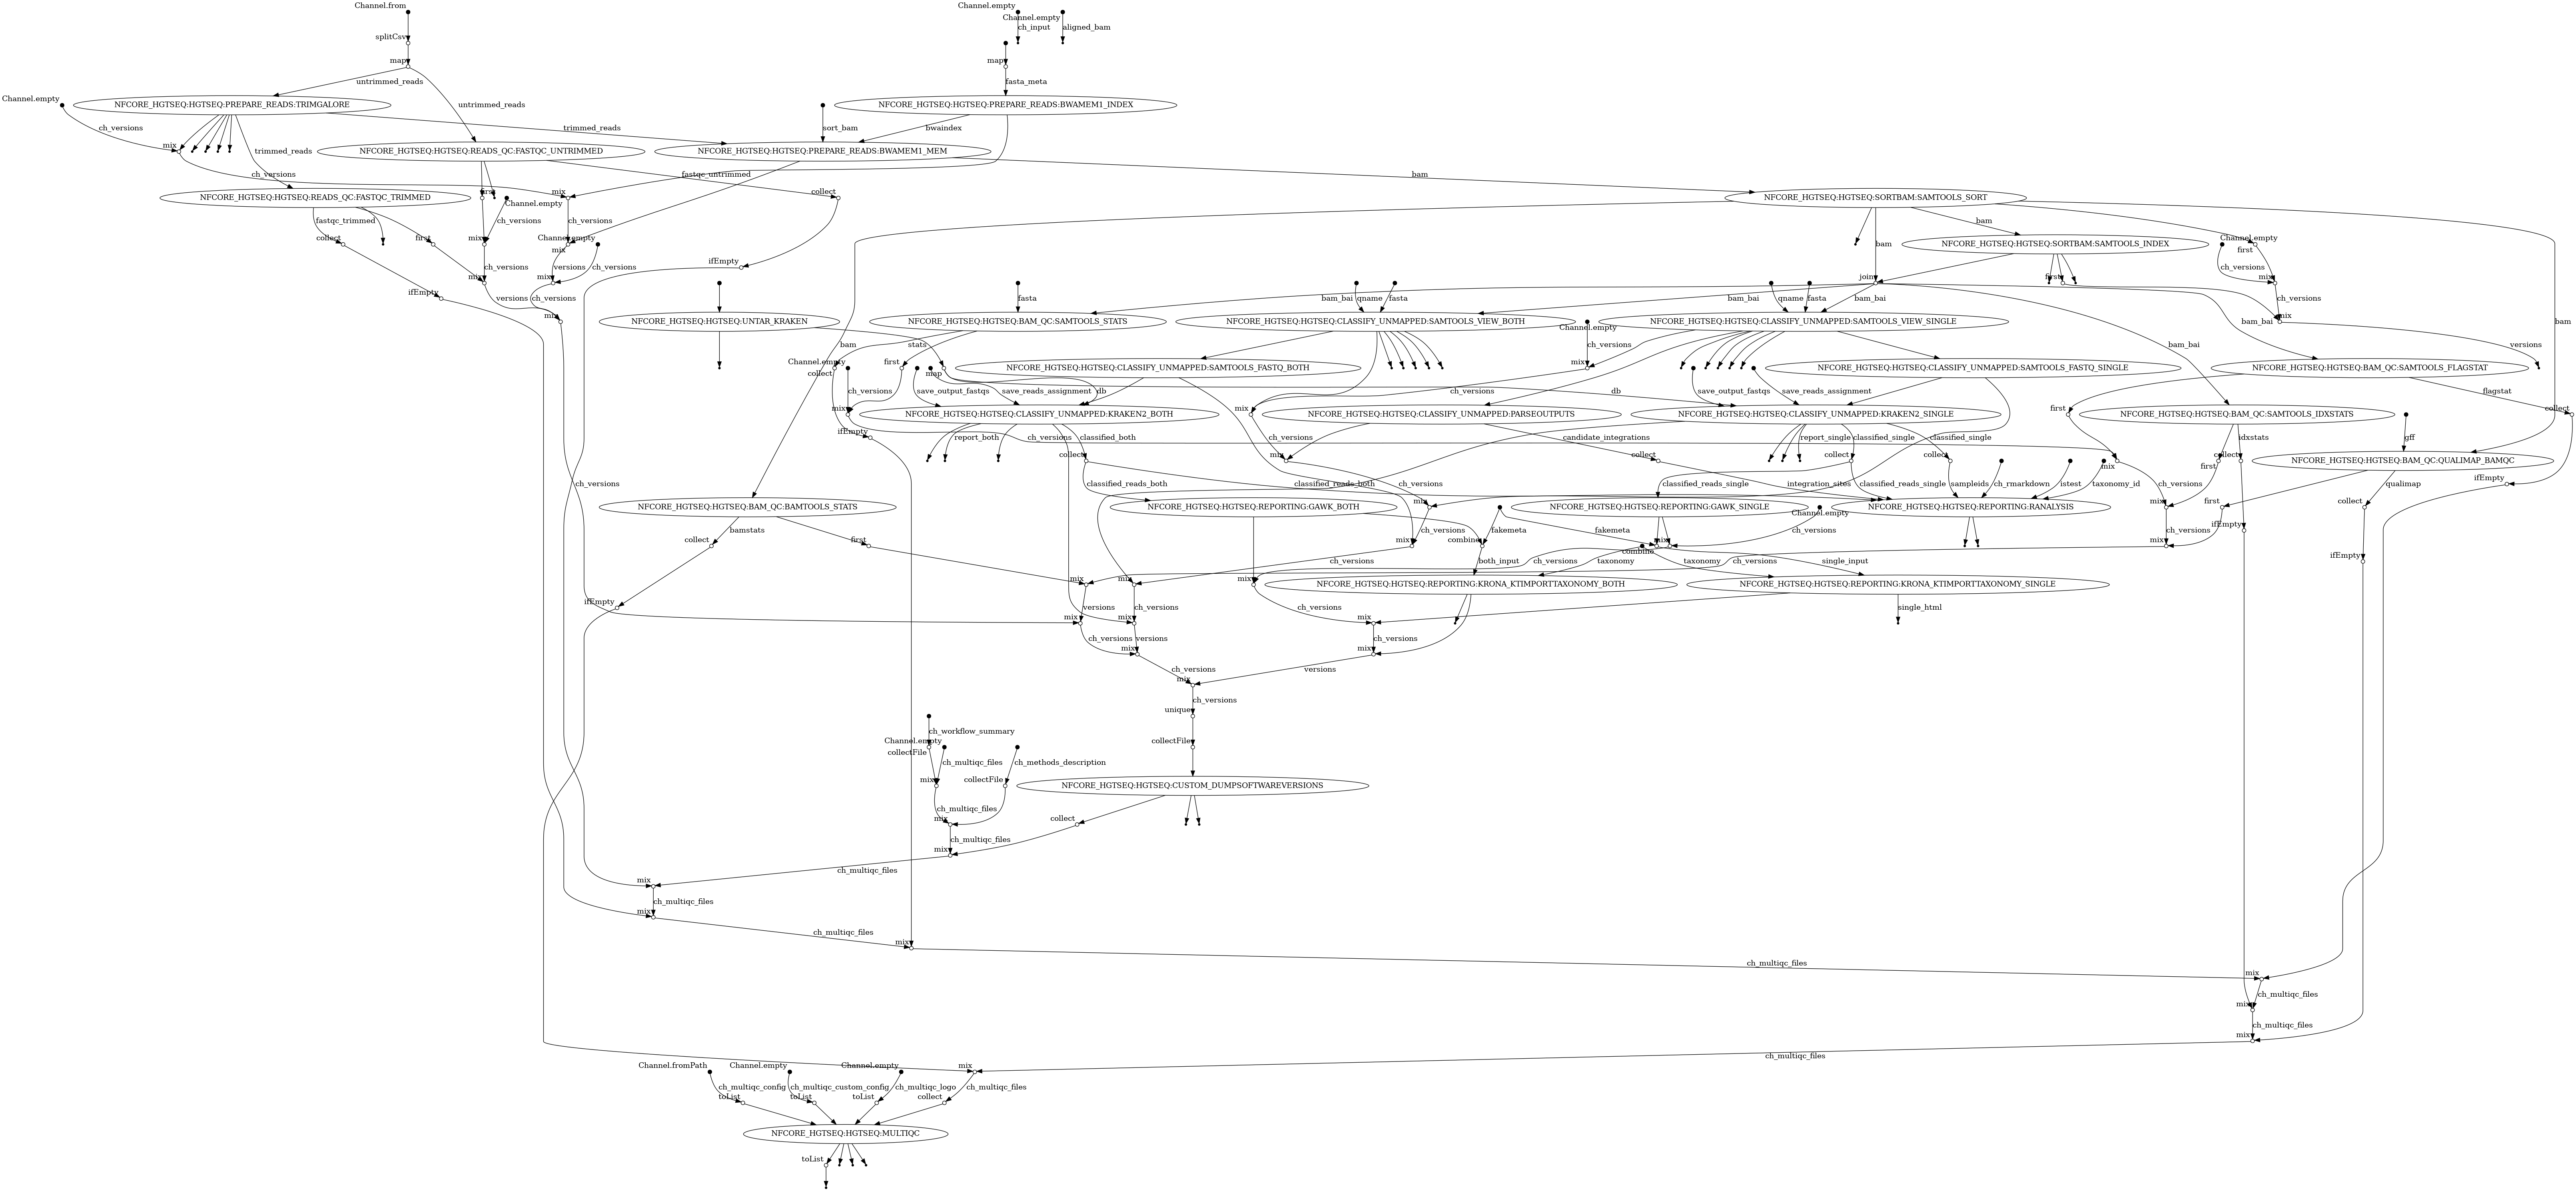 Channel.from
Channel.empty
Channel.empty
ch_input
aligned_bam
splitCsv
map
map
untrimmed_reads
fasta_meta
Channel.empty
NFCORE_HGTSEQ:HGTSEQ:PREPARE_READS:TRIMGALORE
untrimmed_reads
NFCORE_HGTSEQ:HGTSEQ:PREPARE_READS:BWAMEM1_INDEX
ch_versions
trimmed_reads
sort_bam
bwaindex
mix
trimmed_reads
NFCORE_HGTSEQ:HGTSEQ:READS_QC:FASTQC_UNTRIMMED
NFCORE_HGTSEQ:HGTSEQ:PREPARE_READS:BWAMEM1_MEM
ch_versions
fastqc_untrimmed
bam
NFCORE_HGTSEQ:HGTSEQ:READS_QC:FASTQC_TRIMMED
first
Channel.empty
mix
collect
NFCORE_HGTSEQ:HGTSEQ:SORTBAM:SAMTOOLS_SORT
fastqc_trimmed
ch_versions
ch_versions
bam
collect
first
mix
Channel.empty
mix
bam
NFCORE_HGTSEQ:HGTSEQ:SORTBAM:SAMTOOLS_INDEX
Channel.empty
first
ifEmpty
ch_versions
versions
ch_versions
ch_versions
mix
mix
join
first
mix
ifEmpty
versions
ch_versions
fasta
bam_bai
qname
fasta
bam_bai
qname
fasta
bam_bai
ch_versions
mix
NFCORE_HGTSEQ:HGTSEQ:UNTAR_KRAKEN
NFCORE_HGTSEQ:HGTSEQ:BAM_QC:SAMTOOLS_STATS
NFCORE_HGTSEQ:HGTSEQ:CLASSIFY_UNMAPPED:SAMTOOLS_VIEW_BOTH
Channel.empty
NFCORE_HGTSEQ:HGTSEQ:CLASSIFY_UNMAPPED:SAMTOOLS_VIEW_SINGLE
bam_bai
mix
bam
bam
stats
ch_versions
bam_bai
versions
Channel.empty
collect
first
map
NFCORE_HGTSEQ:HGTSEQ:CLASSIFY_UNMAPPED:SAMTOOLS_FASTQ_BOTH
mix
NFCORE_HGTSEQ:HGTSEQ:CLASSIFY_UNMAPPED:SAMTOOLS_FASTQ_SINGLE
NFCORE_HGTSEQ:HGTSEQ:BAM_QC:SAMTOOLS_FLAGSTAT
ch_versions
save_output_fastqs
save_reads_assignment
db
ch_versions
db
save_output_fastqs
save_reads_assignment
flagstat
mix
NFCORE_HGTSEQ:HGTSEQ:CLASSIFY_UNMAPPED:KRAKEN2_BOTH
mix
NFCORE_HGTSEQ:HGTSEQ:CLASSIFY_UNMAPPED:PARSEOUTPUTS
NFCORE_HGTSEQ:HGTSEQ:CLASSIFY_UNMAPPED:KRAKEN2_SINGLE
first
NFCORE_HGTSEQ:HGTSEQ:BAM_QC:SAMTOOLS_IDXSTATS
collect
ifEmpty
report_both
ch_versions
classified_both
ch_versions
candidate_integrations
report_single
classified_single
classified_single
idxstats
gff
collect
mix
collect
collect
collect
mix
first
collect
NFCORE_HGTSEQ:HGTSEQ:BAM_QC:QUALIMAP_BAMQC
ch_versions
classified_reads_both
classified_reads_both
ch_versions
integration_sites
classified_reads_single
classified_reads_single
sampleids
ch_rmarkdown
istest
taxonomy_id
ch_versions
qualimap
ifEmpty
NFCORE_HGTSEQ:HGTSEQ:BAM_QC:BAMTOOLS_STATS
NFCORE_HGTSEQ:HGTSEQ:REPORTING:GAWK_BOTH
mix
NFCORE_HGTSEQ:HGTSEQ:REPORTING:GAWK_SINGLE
Channel.empty
NFCORE_HGTSEQ:HGTSEQ:REPORTING:RANALYSIS
mix
first
collect
bamstats
ch_versions
fakemeta
fakemeta
ch_versions
ch_versions
ifEmpty
collect
first
mix
combine
combine
mix
mix
ifEmpty
ch_versions
ch_versions
both_input
taxonomy
taxonomy
ch_versions
single_input
mix
mix
mix
NFCORE_HGTSEQ:HGTSEQ:REPORTING:KRONA_KTIMPORTTAXONOMY_BOTH
NFCORE_HGTSEQ:HGTSEQ:REPORTING:KRONA_KTIMPORTTAXONOMY_SINGLE
ifEmpty
versions
ch_versions
ch_versions
single_html
mix
mix
mix
ch_versions
versions
ch_versions
mix
mix
ch_versions
versions
mix
ch_versions
unique
ch_workflow_summary
Channel.empty
collectFile
collectFile
ch_multiqc_files
ch_methods_description
mix
collectFile
NFCORE_HGTSEQ:HGTSEQ:CUSTOM_DUMPSOFTWAREVERSIONS
ch_multiqc_files
mix
collect
ch_multiqc_files
mix
ch_multiqc_files
mix
ch_multiqc_files
mix
ch_multiqc_files
mix
ch_multiqc_files
mix
ch_multiqc_files
mix
ch_multiqc_files
mix
ch_multiqc_files
Channel.fromPath
Channel.empty
Channel.empty
mix
ch_multiqc_config
ch_multiqc_custom_config
ch_multiqc_logo
ch_multiqc_files
toList
toList
toList
collect
NFCORE_HGTSEQ:HGTSEQ:MULTIQC
toList